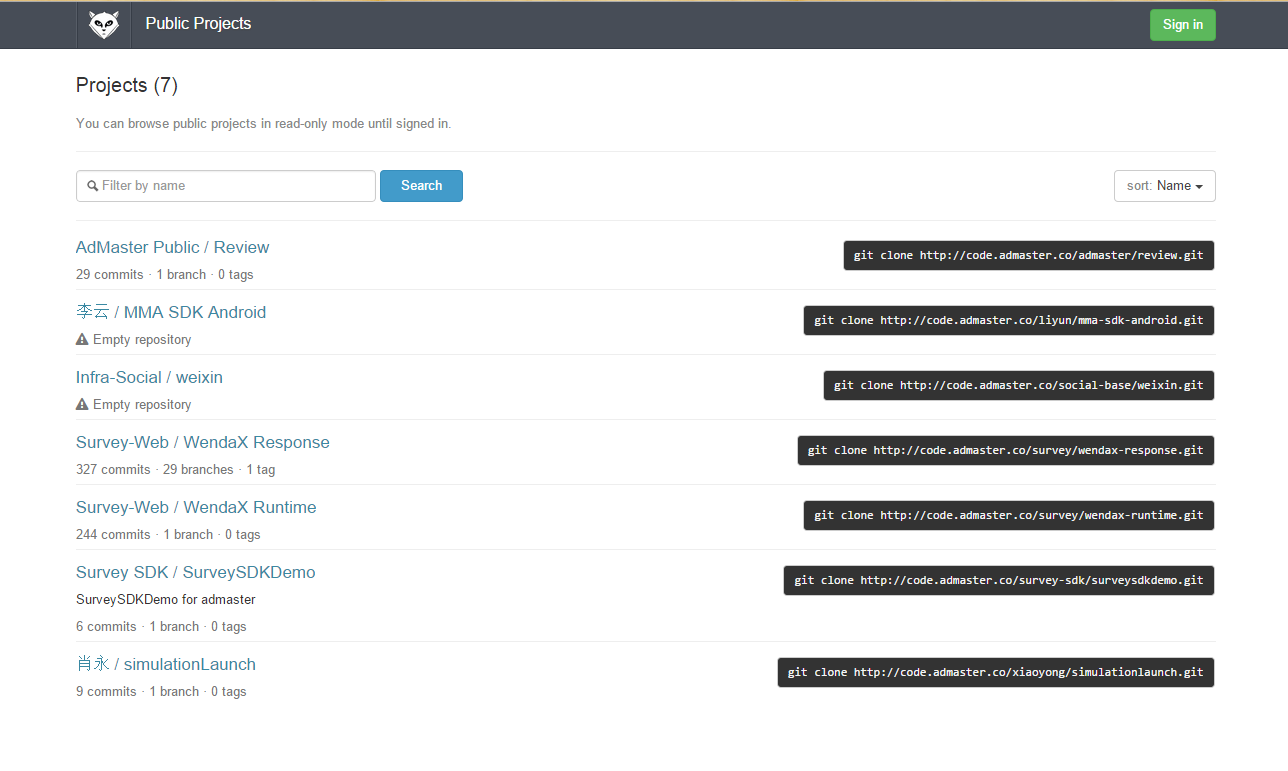 Public Projects
Sign in
Projects (7)
You can browse public projects in read-only mode until signed in.
Filter by name
Search
sort: Name
AdMaster Public / Review
git clone http://code.admaster.co/admaster/review.git
29 commits · 1 branch · 0 tags
李云 / MMA SDK Android
git clone http://code.admaster.co/liyun/mma-sdk-android.git
Empty repository
Infra-Social / weixin
git clone http://code.admaster.co/social-base/weixin.git
Empty repository
Survey-Web / WendaX Response
git clone http://code.admaster.co/survey/wendax-response.git
327 commits · 29 branches · 1 tag
Survey-Web / WendaX Runtime
git clone http://code.admaster.co/survey/wendax-runtime.git
244 commits · 1 branch · 0 tags
Survey SDK / SurveySDKDemo
git clone http://code.admaster.co/survey-sdk/surveysdkdemo.git
SurveySDKDemo for admaster
6 commits · 1 branch · 0 tags
肖永 / simulationLaunch
git clone http://code.admaster.co/xiaoyong/simulationlaunch.git
9 commits · 1 branch · 0 tags